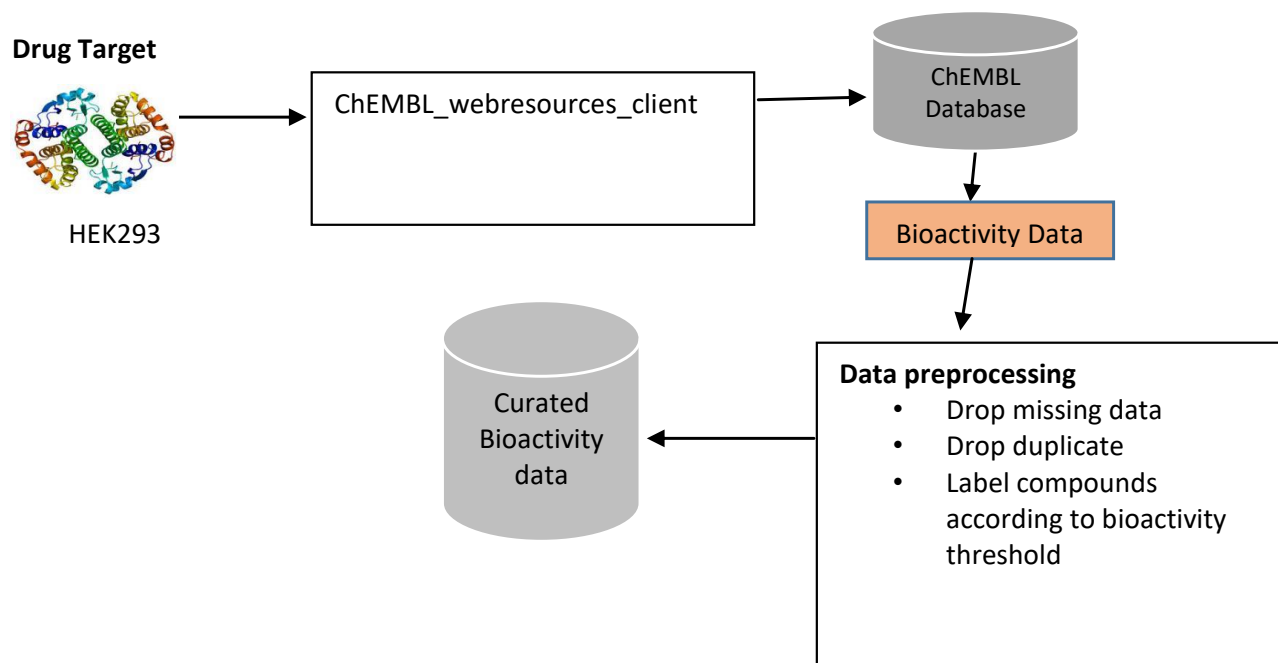 Drug Target
HEK293
ChEMBL_webresources_client
ChEMBL
Database
Bioactivity Data
Data preprocessing
• Drop missing data
• Drop duplicate
• Label compounds
according to bioactivity
threshold
Curated
Bioactivity
data